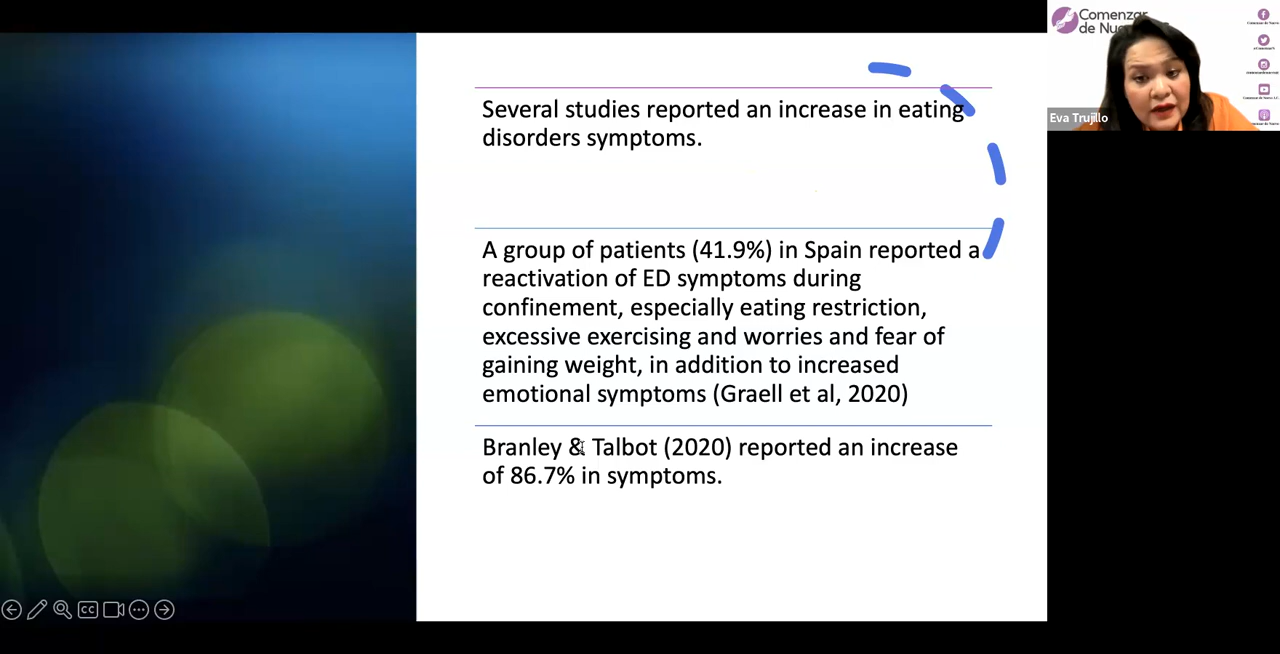 Several studies reported an increase in eating
disorders symptoms.
A group of patients (41.9%) in Spain reported a
reactivation of ED symptoms during
confinement, especially eating restriction,
excessive exercising and worries and fear of
gaining weight, in addition to increased
emotional symptoms (Graell et al, 2020)
Branley & Talbot (2020) reported an increase
of 86.7% in symptoms.
CC
Comenzar
de Nue
Eva Trujillo